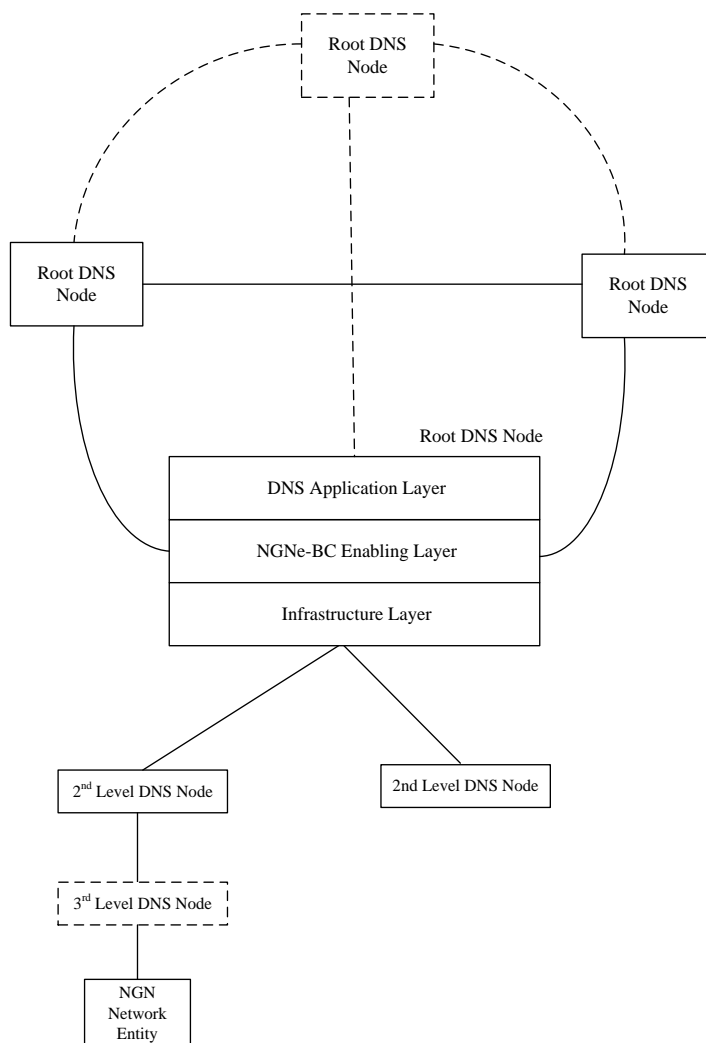 Root DNS
Node
Root DNS
Node
Root DNS
Node
Root DNS Node
DNS Application Layer
NGNe-BC Enabling Layer
Infrastructure Layer
2nd Level DNS Node
2nd Level DNS Node
3rd Level DNS Node
NGN
Network
Entity